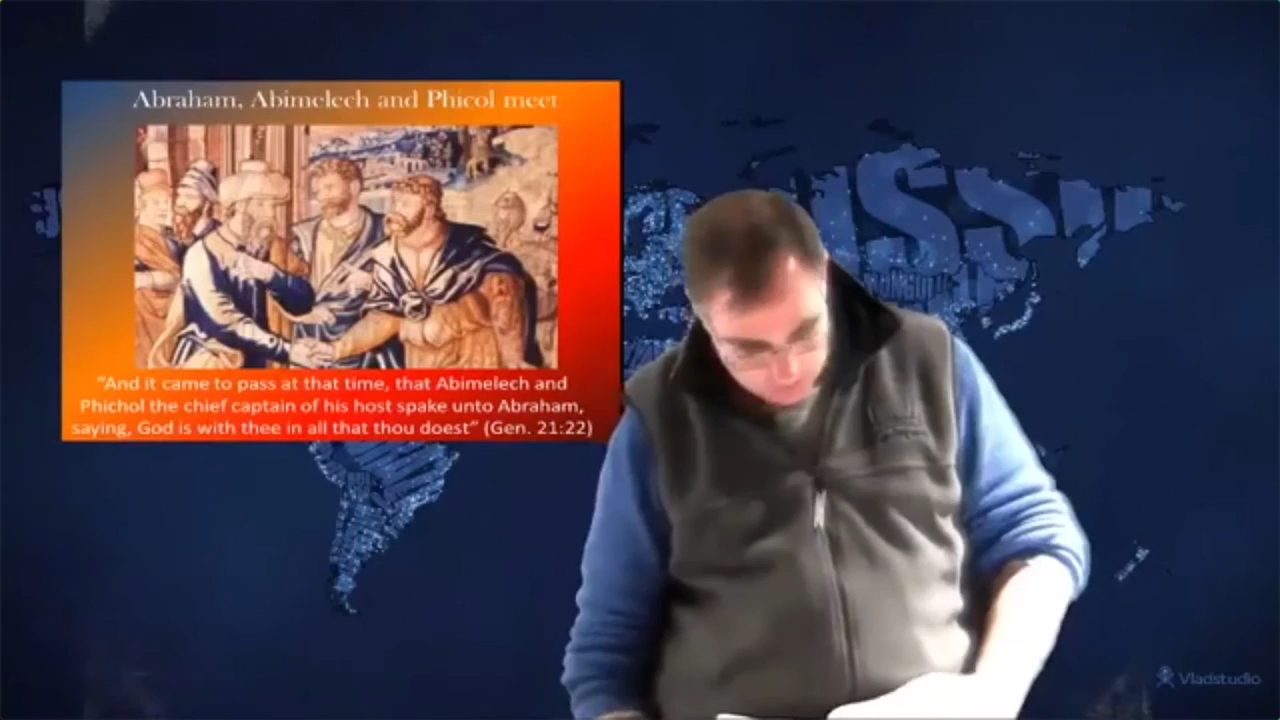 Abraham, Abimelech and Phicol meet
"And it came to pass at that time, that Abimelech and
Phichol the chief captain of his host spake unto Abraham,
saying, God is with thee in all that thou doest" (Gen. 21:22)
Vladstudio